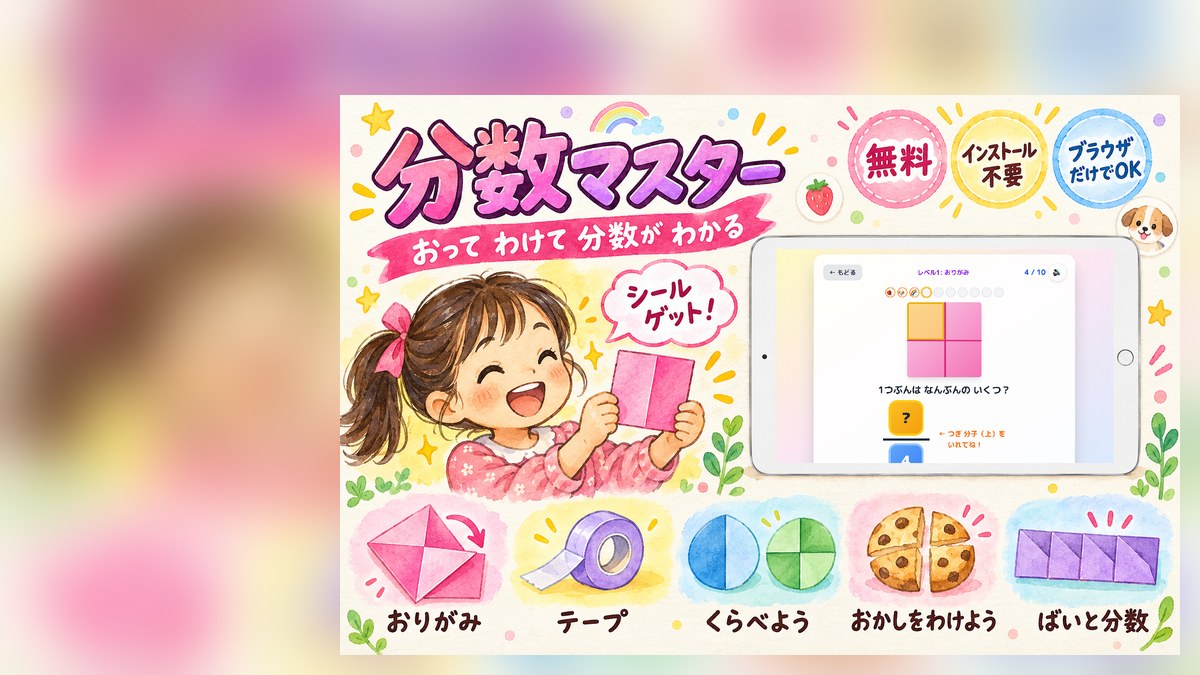 分数マスター
おって わけて 分数が わかる
無料
インストール
不要
ブラウザ
だけでOK
シール
ゲット!
← もどる
レベル1: おりがみ
4 / 10
1つぶんは なんぶんの いくつ?
?
← つぎ 分子(上)を
いれてね!
4
おりがみ
テープ
くらべよう
おかしをわけよう
ばいと分数